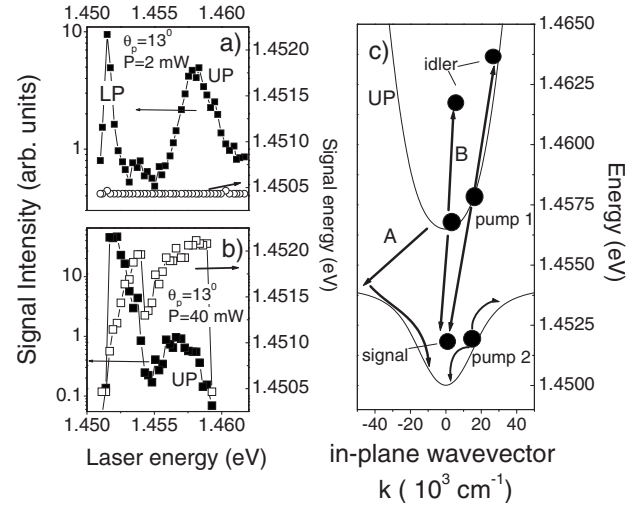 a)
θp=13⁰
P=2 mW
LP
UP
10
1
1.4520
1.4515
1.4510
1.4505
Signal Intensity (arb. units)
Signal energy (eV)
b)
θp=13⁰
P=40 mW
UP
10
1
0.1
1.4520
1.4515
1.4510
1.4505
1.450
1.455
1.460
Laser energy (eV)
1.450
1.455
1.460
c)
idler
UP
B
A
pump 1
signal
pump 2
1.4650
1.4620
1.4600
1.4570
1.4550
1.4520
1.4500
Energy (eV)
-40
-20
0
20
40
in-plane wavevector
k ( 10³ cm⁻¹)